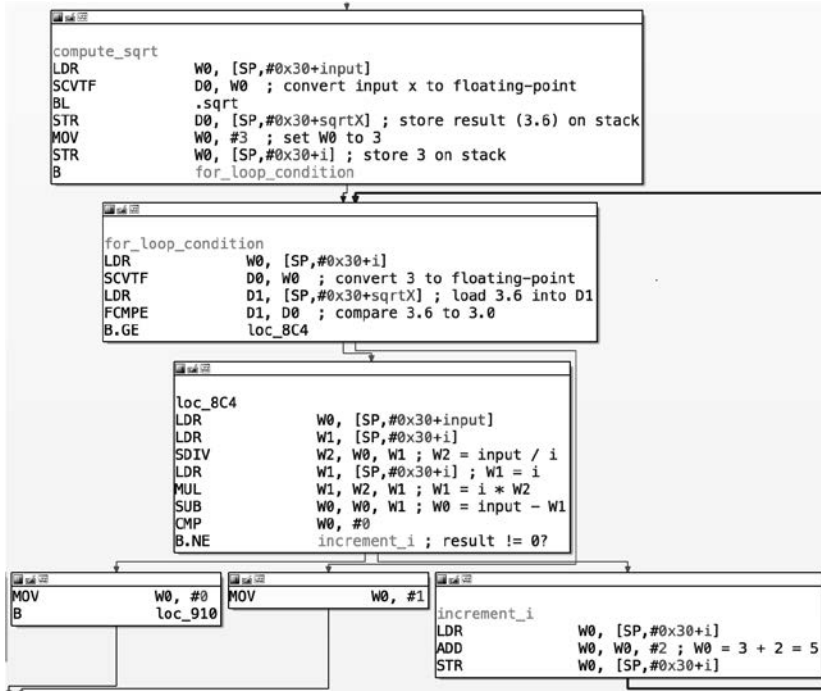 compute_sqrt
LDR W0, [SP,#0x30+input]
SCVTF D0, W0 ; convert input x to floating-point
BL .sqrt
STR D0, [SP,#0x30+sqrtX] ; store result (3.6) on stack
MOV W0, #3 ; set W0 to 3
STR W0, [SP,#0x30+i] ; store 3 on stack
B for_loop_condition
for_loop_condition
LDR W0, [SP,#0x30+i]
SCVTF D0, W0 ; convert 3 to floating-point
LDR D1, [SP,#0x30+sqrtX] ; load 3.6 into D1
FCMPE D1, D0 ; compare 3.6 to 3.0
B.GE loc_8C4
loc_8C4
LDR W0, [SP,#0x30+input]
LDR W1, [SP,#0x30+i]
SDIV W2, W0, W1 ; W2 = input / i
LDR W1, [SP,#0x30+i] ; W1 = i
MUL W1, W2, W1 ; W1 = i * W2
SUB W0, W0, W1 ; W0 = input - W1
CMP W0, #0
B.NE increment_i ; result != 0?
MOV W0, #0
B loc_910
MOV W0, #1
increment_i
LDR W0, [SP,#0x30+i]
ADD W0, W0, #2 ; W0 = 3 + 2 = 5
STR W0, [SP,#0x30+i]